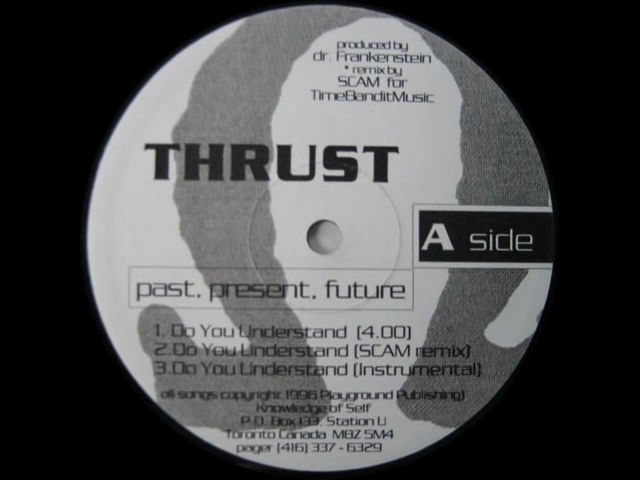 produced by
dr. Frankenstein
* remix by
SCAM for
TimeBanditMusic
THRUST
A side
past, present, future
1. Do You Understand (4.00)
2.Do You Understand (SCAM remix)
3.Do You Understand (Instrumental)
all songs copyright 1996 Playground Publishing)
Knowledge of Self
P.O. Box 133, Station U
Toronto Canada M8Z 5M4
pager (416) 337 - 6329